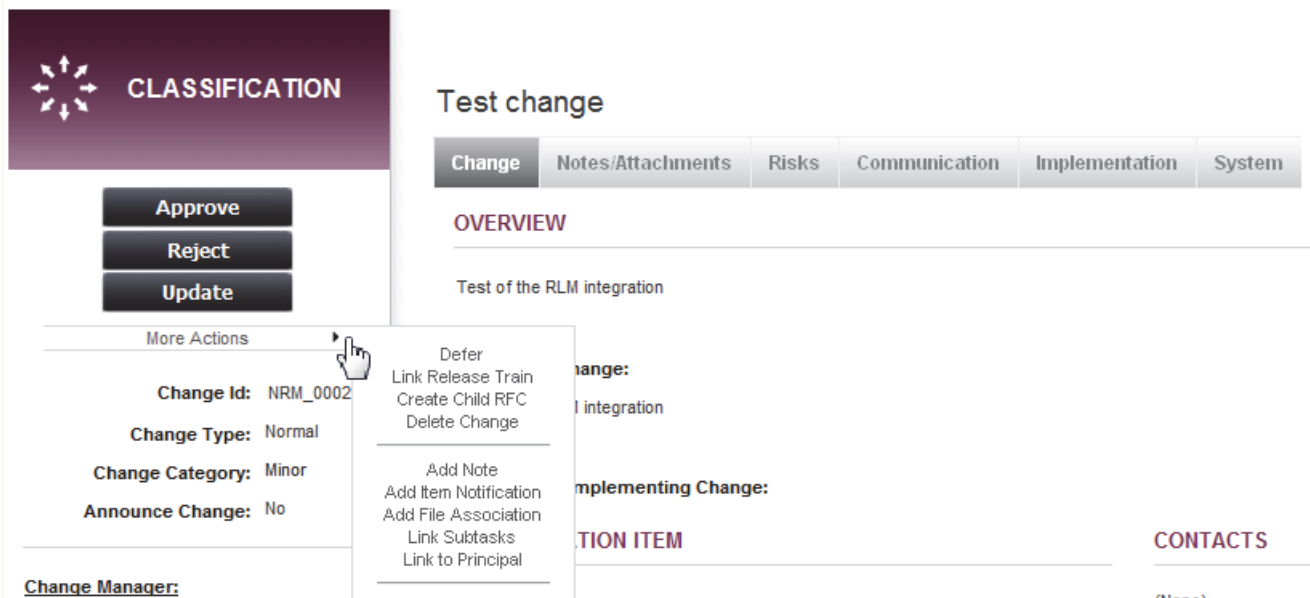 CLASSIFICATION
Approve
Reject
Update
More Actions
Change Id: NRM_0002
Change Type: Normal
Change Category: Minor
Announce Change: No
Change Manager:
Defer
Link Release Train
Create Child RFC
Delete Change
Add Note
Add Item Notification
Add File Association
Link Subtasks
Link to Principal
Test change
Change Notes/Attachments Risks Communication Implementation System
OVERVIEW
Test of the RLM integration
hange:
integration
mplementing Change:
TION ITEM
CONTACTS